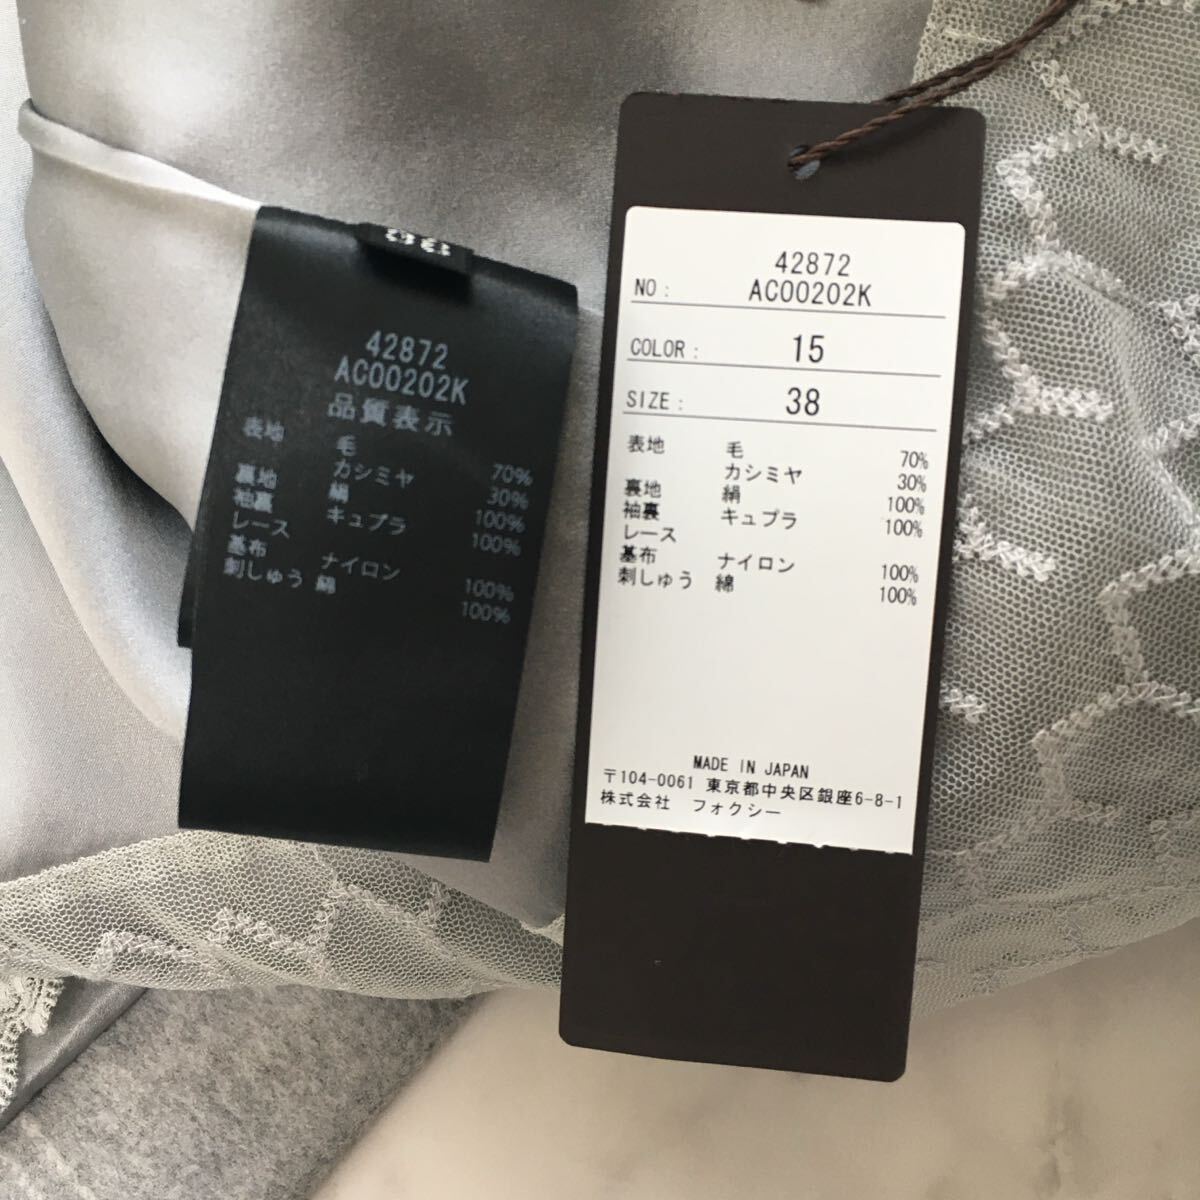 38
42872
AC00202K
品質表示
表地 毛 70%
カシミヤ 30%
裏地 絹 100%
袖裏 キュプラ 100%
レース
基布 ナイロン 100%
刺しゅう 綿 100%
42872
NO: AC00202K
COLOR: 15
SIZE: 38
表地 毛 70%
カシミヤ 30%
裏地 絹 100%
袖裏 キュプラ 100%
レース
基布 ナイロン 100%
刺しゅう 綿 100%
MADE IN JAPAN
〒104-0061 東京都中央区銀座6-8-1
株式会社 フォクシー